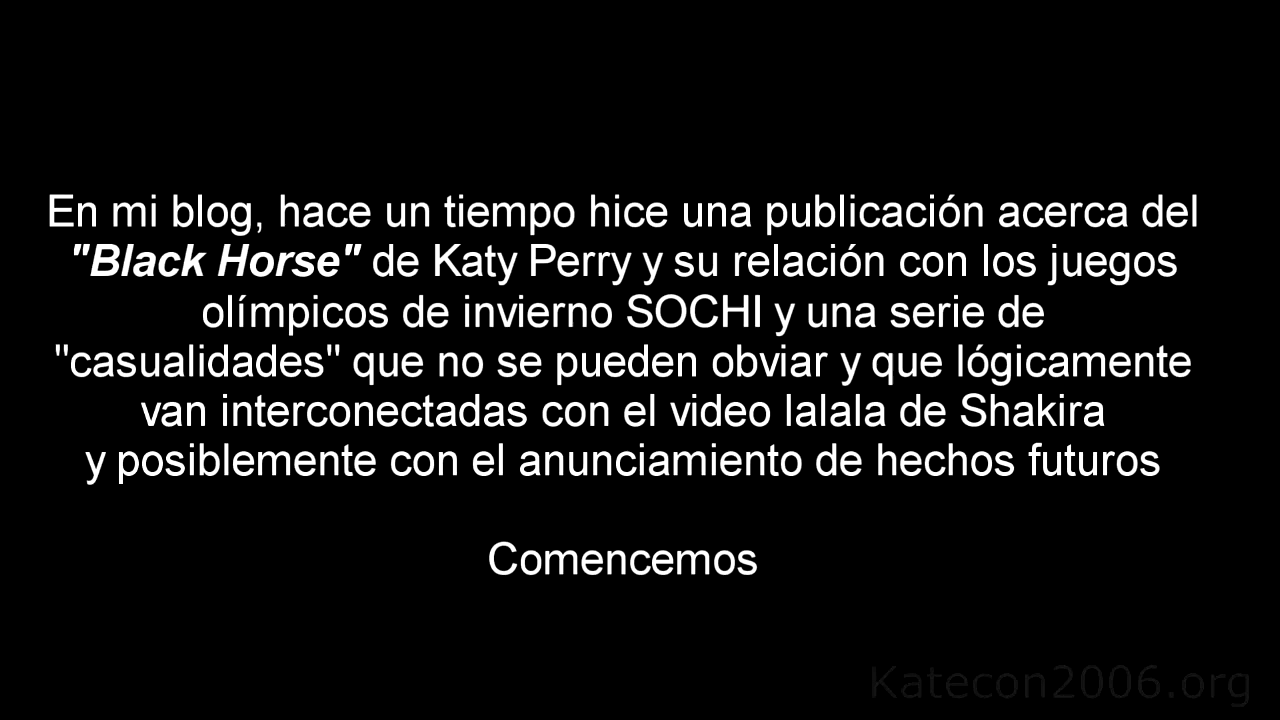 En mi blog, hace un tiempo hice una publicación acerca del
"Black Horse" de Katy Perry y su relación con los juegos
olímpicos de invierno SOCHI y una serie de
"casualidades" que no se pueden obviar y que lógicamente
van interconectadas con el video lalala de Shakira
y posiblemente con el anunciamiento de hechos futuros
Comencemos
Katecon2006.org